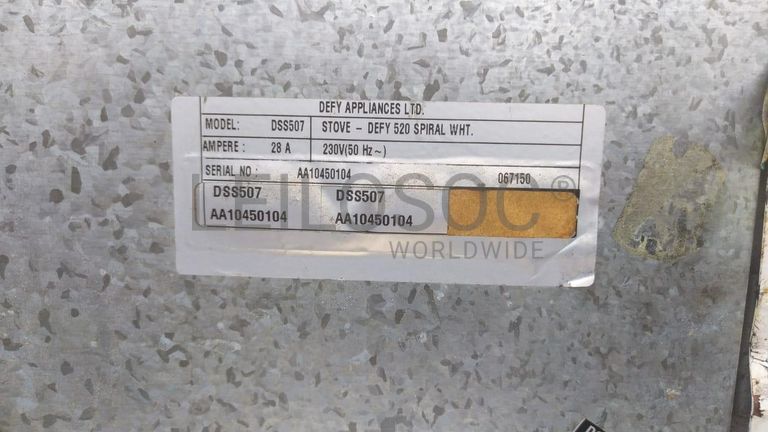 DEFY APPLIANCES LTD.
MODEL: DSS507 STOVE - DEFY 520 SPIRAL WHT.
AMPERE : 28 A 230V(50 Hz ~)
SERIAL NO : AA10450104 067150
DSS507 DSS507
AA10450104 AA10450104
LEILOSOC®
WORLDWIDE